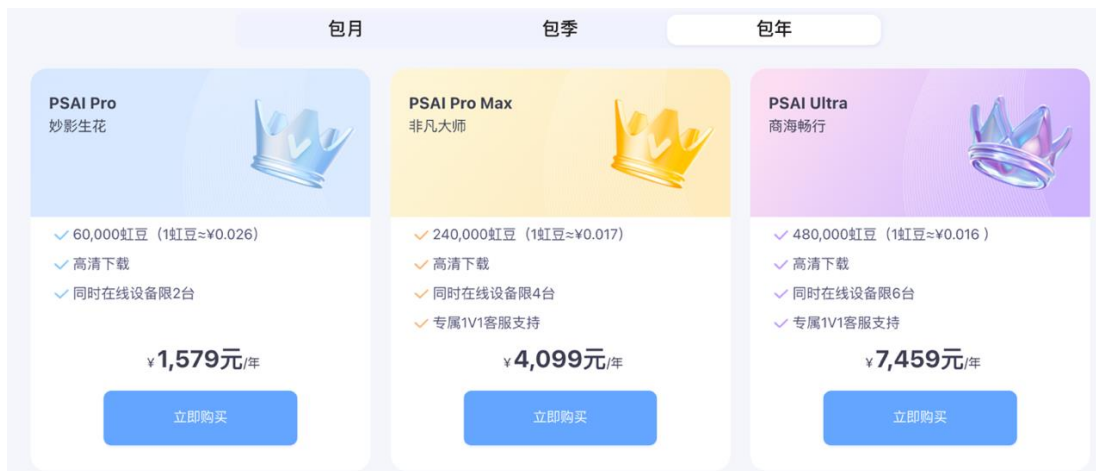 包月
包季
包年
PSAI Pro
妙影生花
60,000虹豆（1虹豆≈¥0.026）
高清下载
同时在线设备限2台
¥1,579元/年
立即购买
PSAI Pro Max
非凡大师
240,000虹豆（1虹豆≈¥0.017）
高清下载
同时在线设备限4台
专属1V1客服支持
¥4,099元/年
立即购买
PSAI Ultra
商海畅行
480,000虹豆（1虹豆≈¥0.016 ）
高清下载
同时在线设备限6台
专属1V1客服支持
¥7,459元/年
立即购买